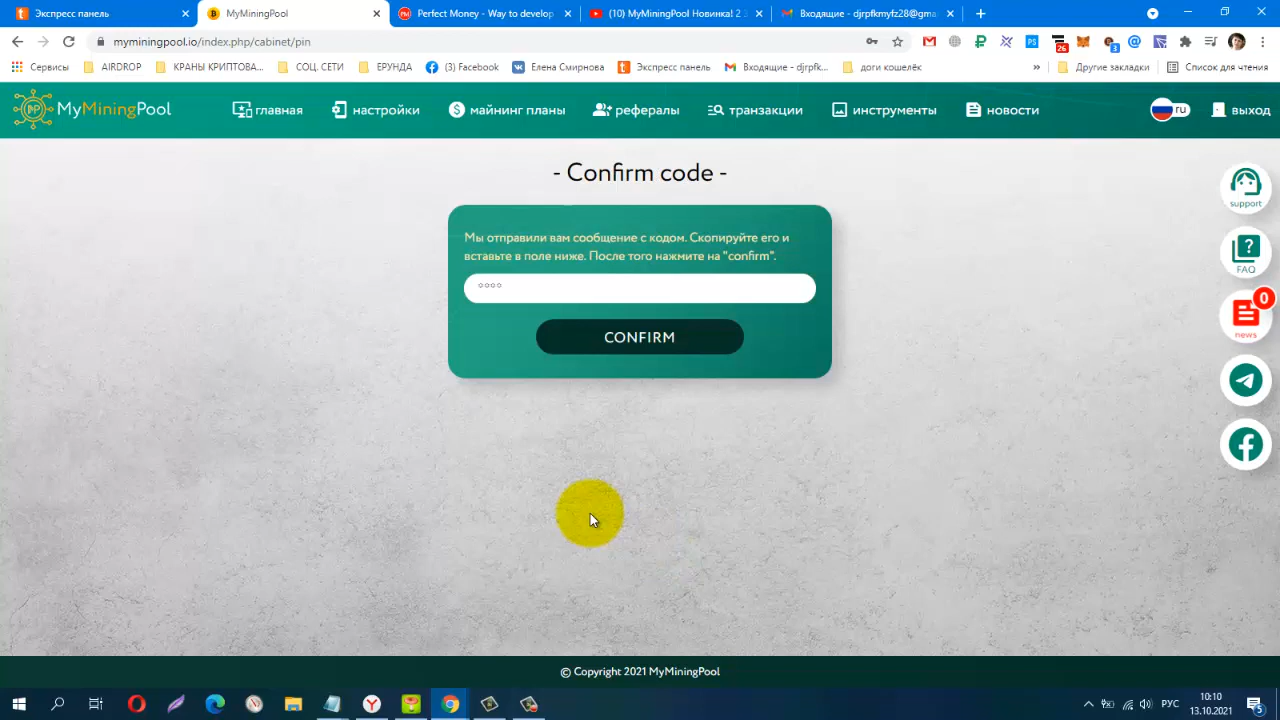 Экспресс панель
MyMiningPool
Perfect Money - Way to develop
(10) MyMiningPool Новинка! 2 3
Входящие - djrpfkmyfz28@gma
myminingpool.io/index.php/cabinet/pin
26
3
Сервисы
AIRDROP
КРАНЫ КРИПТОВА...
СОЦ. СЕТИ
ЕРУНДА
(3) Facebook
Елена Смирнова
Экспресс панель
Входящие - djrpfk...
доги кошелёк
»
Другие закладки
Список для чтения
MyMiningPool
главная
настройки
майнинг планы
рефералы
транзакции
инструменты
новости
ru
выход
- Confirm code -
Мы отправили вам сообщение с кодом. Скопируйте его и
вставьте в поле ниже. После того нажмите на "confirm".
****
CONFIRM
support
FAQ
0
news
© Copyright 2021 MyMiningPool
РУС
10:10
13.10.2021
5